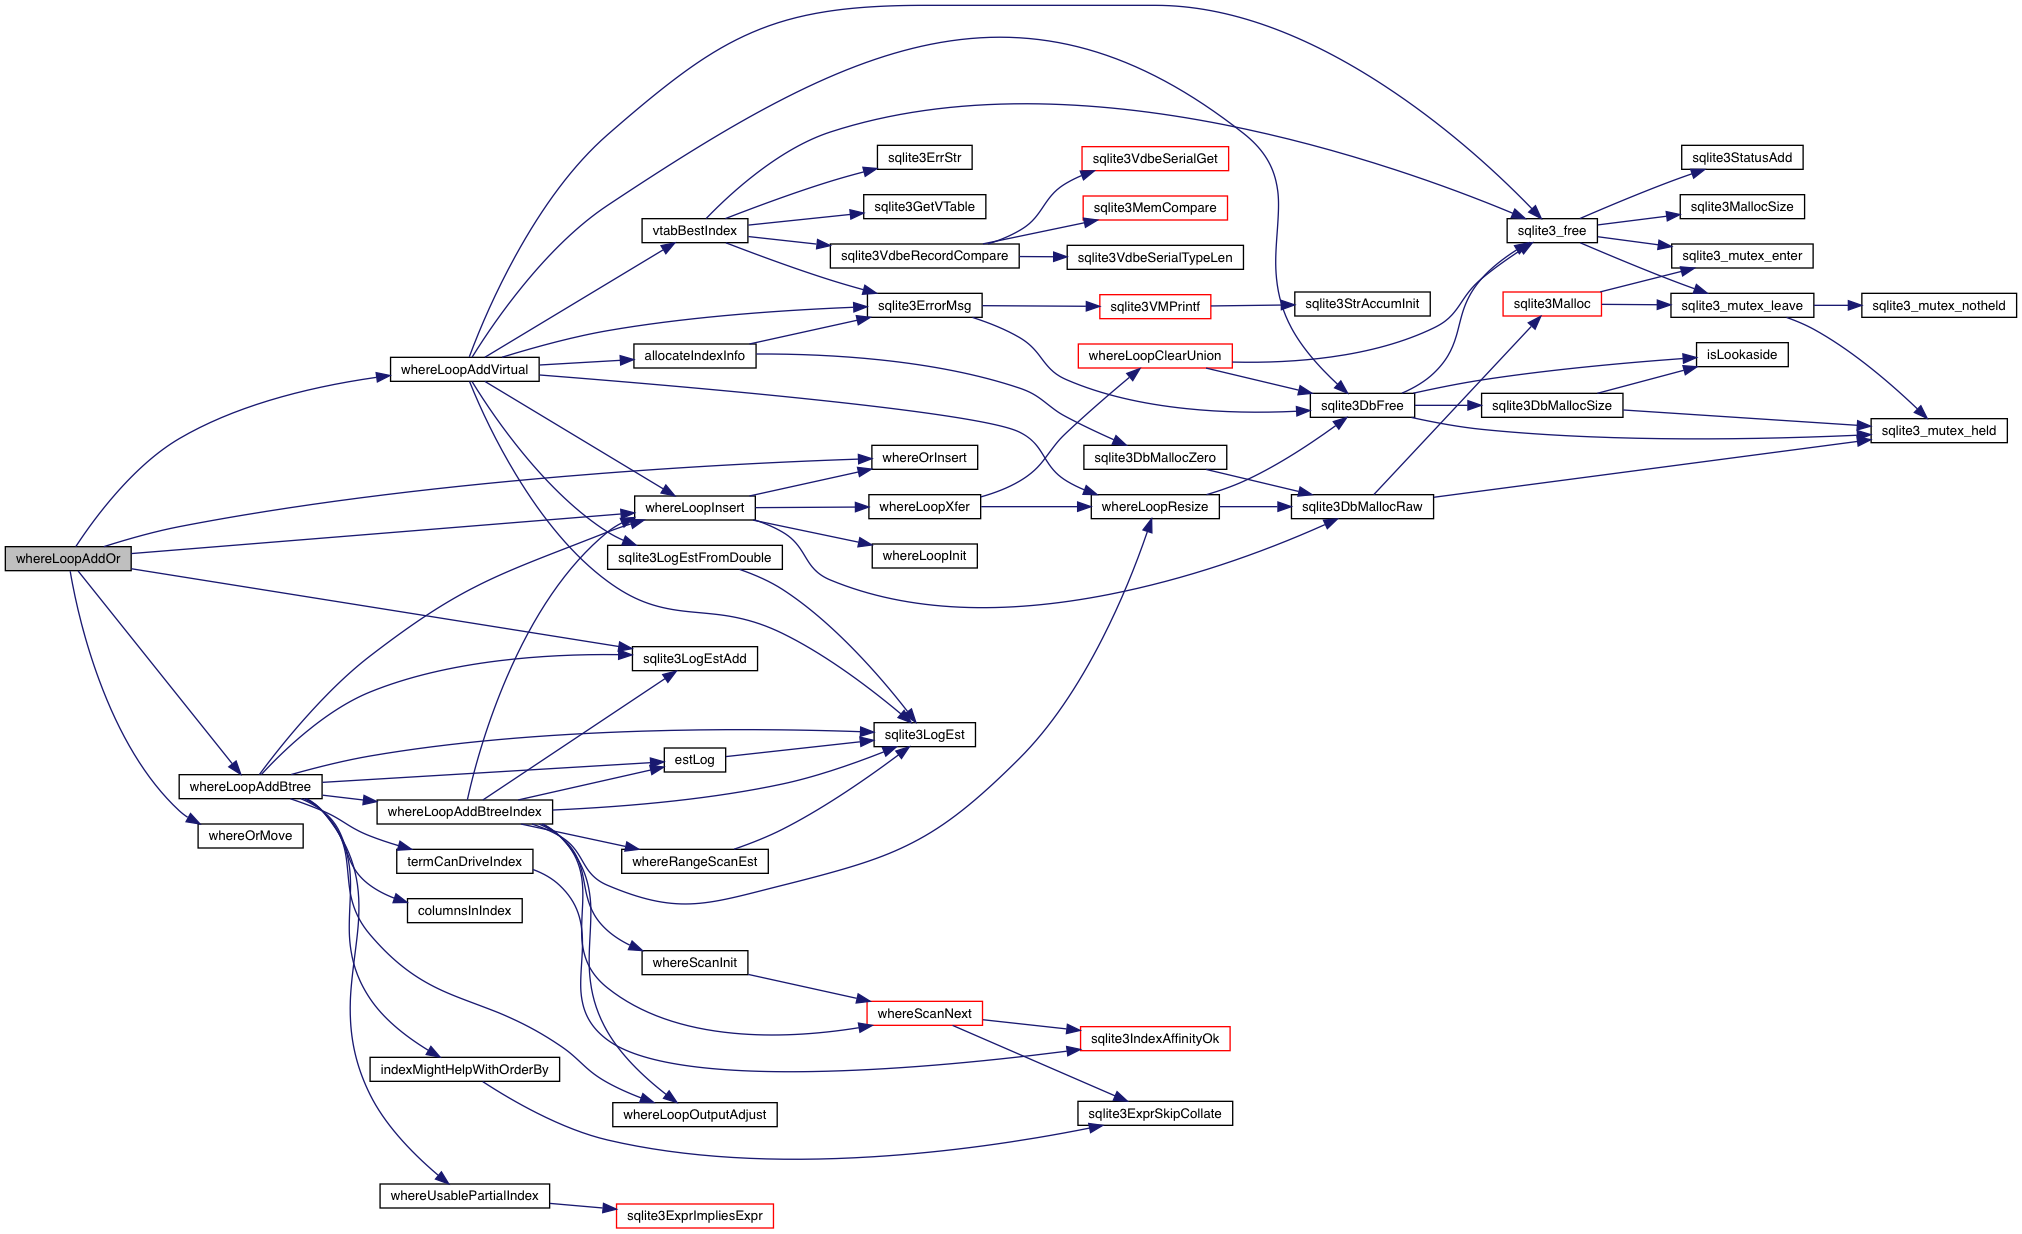 whereLoopAddOr
whereLoopAddBtree
whereOrMove
whereLoopAddVirtual
whereLoopAddBtreeIndex
termCanDriveIndex
columnsInIndex
indexMightHelpWithOrderBy
whereUsablePartialIndex
vtabBestIndex
allocateIndexInfo
whereLoopInsert
sqlite3LogEstFromDouble
sqlite3LogEstAdd
estLog
whereRangeScanEst
whereScanInit
whereLoopOutputAdjust
sqlite3ExprImpliesExpr
sqlite3ErrStr
sqlite3GetVTable
sqlite3VdbeRecordCompare
sqlite3ErrorMsg
whereOrInsert
whereLoopXfer
whereLoopInit
sqlite3LogEst
whereScanNext
sqlite3VdbeSerialGet
sqlite3MemCompare
sqlite3VdbeSerialTypeLen
sqlite3VMPrintf
whereLoopClearUnion
sqlite3DbMallocZero
whereLoopResize
sqlite3IndexAffinityOk
sqlite3ExprSkipCollate
sqlite3StrAccumInit
sqlite3DbFree
sqlite3DbMallocRaw
sqlite3_free
sqlite3Malloc
sqlite3DbMallocSize
sqlite3StatusAdd
sqlite3MallocSize
sqlite3_mutex_enter
sqlite3_mutex_leave
isLookaside
sqlite3_mutex_notheld
sqlite3_mutex_held